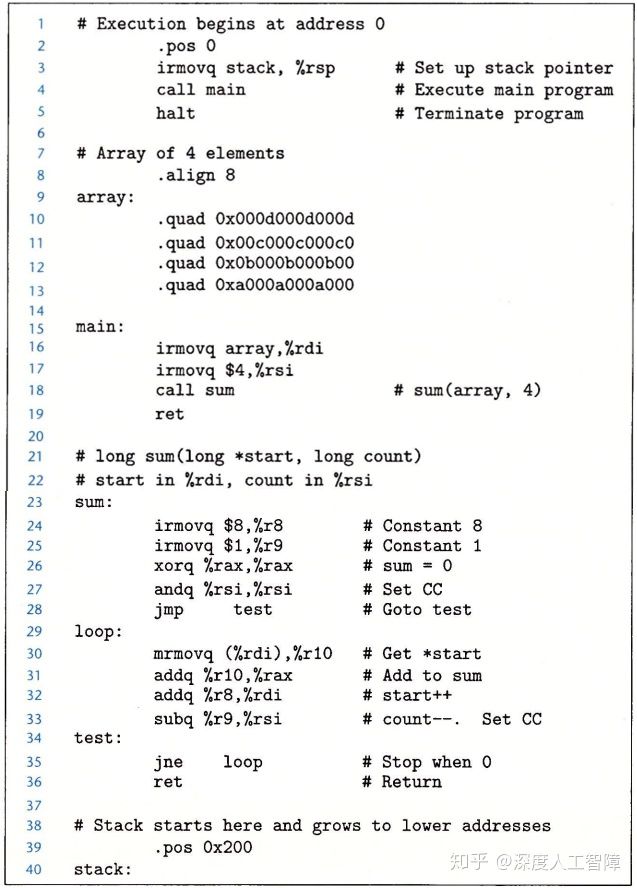 1 # Execution begins at address 0
2 .pos 0
3 irmovq stack, %rsp # Set up stack pointer
4 call main # Execute main program
5 halt # Terminate program
6
7 # Array of 4 elements
8 .align 8
9 array:
10 .quad 0x000d000d000d
11 .quad 0x00c000c000c0
12 .quad 0x0b000b000b00
13 .quad 0xa000a000a000
14
15 main:
16 irmovq array,%rdi
17 irmovq $4,%rsi
18 call sum # sum(array, 4)
19 ret
20
21 # long sum(long *start, long count)
22 # start in %rdi, count in %rsi
23 sum:
24 irmovq $8,%r8 # Constant 8
25 irmovq $1,%r9 # Constant 1
26 xorq %rax,%rax # sum = 0
27 andq %rsi,%rsi # Set CC
28 jmp test # Goto test
29 loop:
30 mrmovq (%rdi),%r10 # Get *start
31 addq %r10,%rax # Add to sum
32 addq %r8,%rdi # start++
33 subq %r9,%rsi # count--. Set CC
34 test:
35 jne loop # Stop when 0
36 ret # Return
37
38 # Stack starts here and grows to lower addresses
39 .pos 0x200
40 stack:
知乎 @深度人工智障